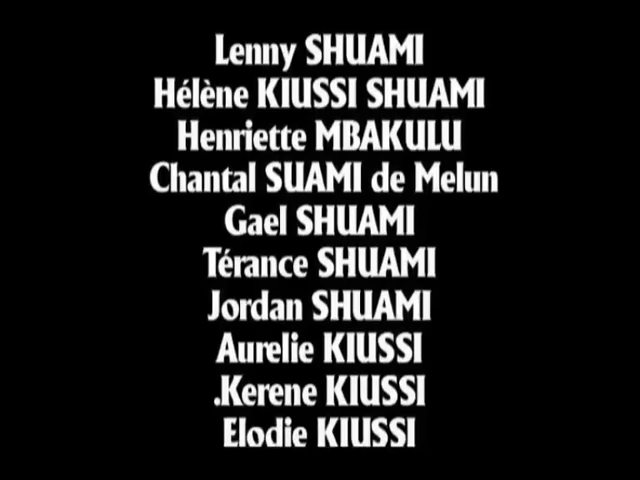 Lenny SHUAMI
Hélène KIUSSI SHUAMI
Henriette MBAKULU
Chantal SUAMI de Melun
Gael SHUAMI
Térance SHUAMI
Jordan SHUAMI
Aurelie KIUSSI
.Kerene KIUSSI
Elodie KIUSSI